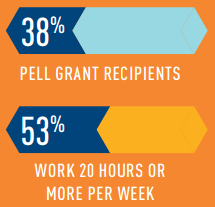 38%
PELL GRANT RECIPIENTS
53%
WORK 20 HOURS OR
MORE PER WEEK